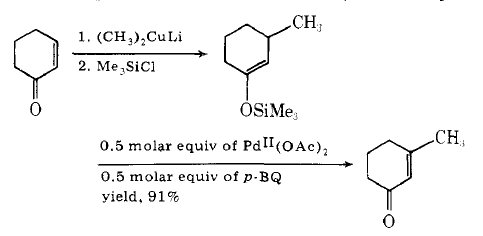 1. (CH₃)₂CuLi
2. Me₃SiCl
O
CH₃
OSiMe₃
0.5 molar equiv of Pdᴵᴵ(OAc)₂
0.5 molar equiv of p-BQ
yield, 91%
CH₃
O